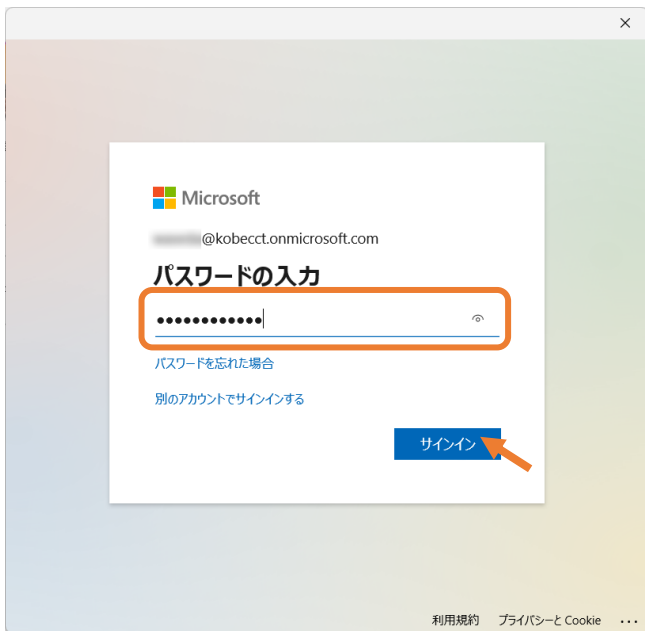 Microsoft
@kobecct.onmicrosoft.com
パスワードの入力
●●●●●●●●●●●●
パスワードを忘れた場合
別のアカウントでサインインする
サインイン
利用規約 プライバシーと Cookie ...